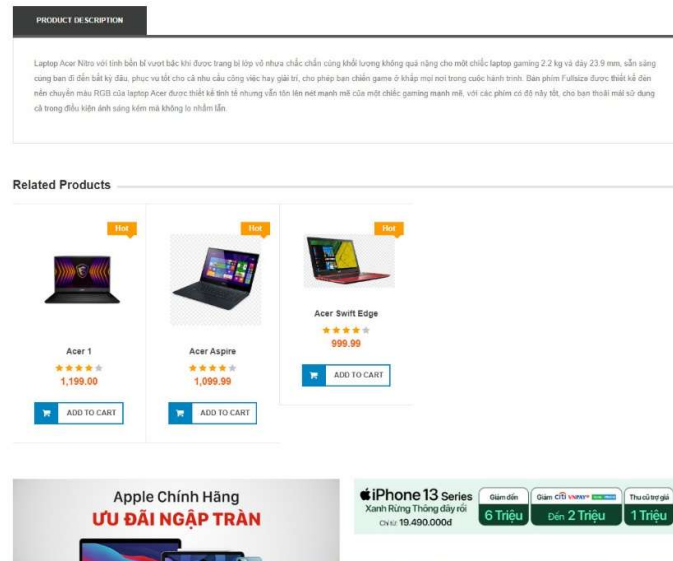 PRODUCT DESCRIPTION
Laptop Acer Nitro với tính bền bỉ vượt bậc khi được trang bị lớp vỏ nhựa chắc chắn cùng khối lượng không quá nặng cho một chiếc laptop gaming 2.2 kg và dày 23.9 mm, sẵn sàng
cùng bạn đi đến bất kỳ đâu, phục vụ tốt cho cả nhu cầu công việc hay giải trí, cho phép bạn chiến game ở khắp mọi nơi trong cuộc hành trình. Bàn phím Fullsize được thiết kế đèn
nền chuyển màu RGB của laptop Acer được thiết kế tinh tế nhưng vẫn tôn lên nét mạnh mẽ của một chiếc gaming mạnh mẽ, với các phím có độ nảy tốt, cho bạn thoải mái sử dụng
cả trong điều kiện ánh sáng kém mà không lo nhầm lẫn.
Related Products
Hot
Hot
Hot
Acer Swift Edge
999.99
ADD TO CART
Acer 1
Acer Aspire
1,199.00
1,099.99
ADD TO CART
ADD TO CART
Apple Chính Hãng
ƯU ĐÃI NGẬP TRÀN
iPhone 13 Series
Xanh Rừng Thông đây rồi
Chỉ từ 19.490.000đ
Giảm đến
6 Triệu
Giảm citi VNPAY
Đến 2 Triệu
Thu cũ trợ giá
1 Triệu